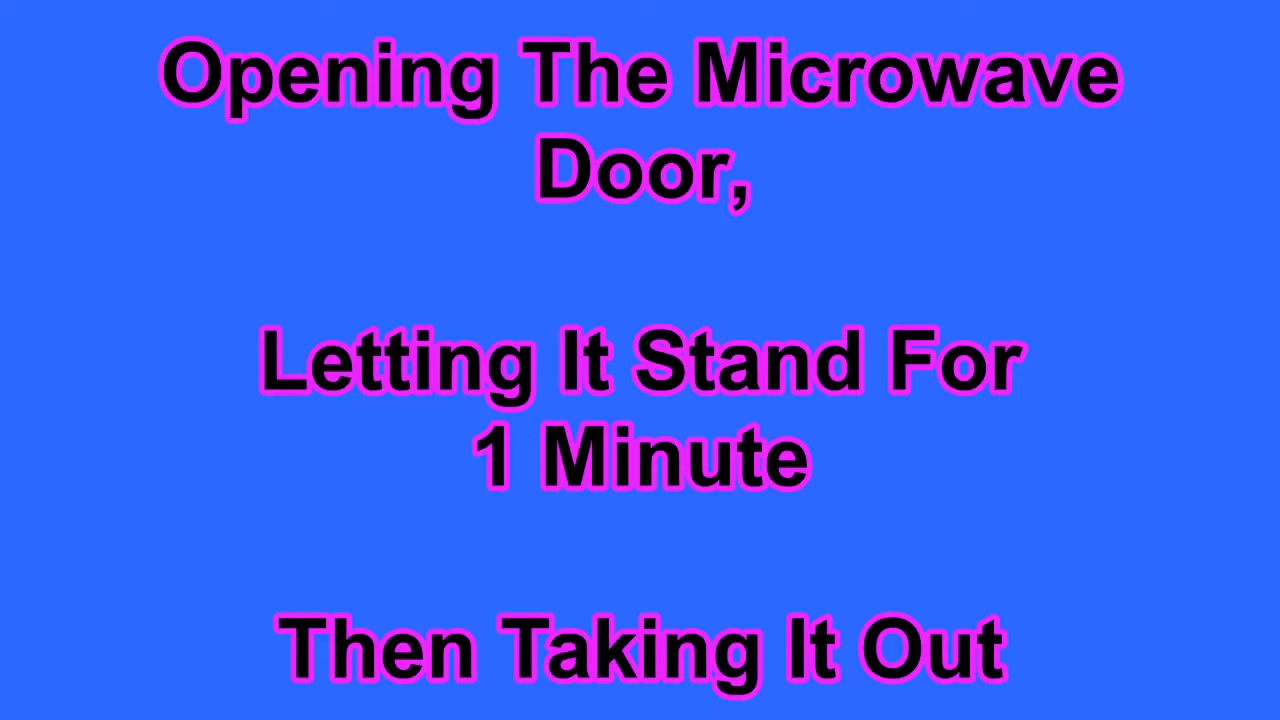 Opening The Microwave
Door,
Letting It Stand For
1 Minute
Then Taking It Out